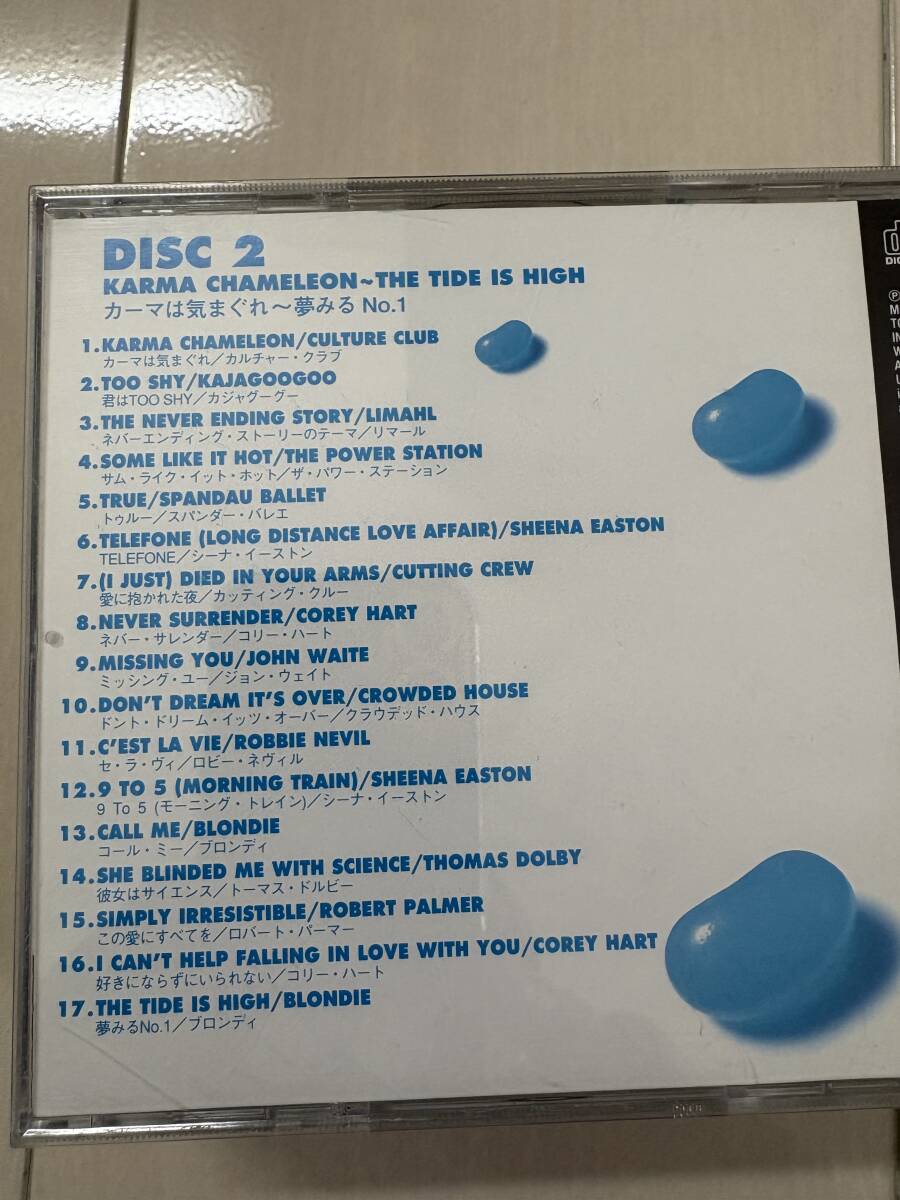 DISC 2
KARMA CHAMELEON~THE TIDE IS HIGH
カーマは気まぐれ～夢みる No.1
1.KARMA CHAMELEON/CULTURE CLUB
カーマは気まぐれ／カルチャー・クラブ
2.TOO SHY/KAJAGOOGOO
君はTOO SHY／カジャグーグー
3.THE NEVER ENDING STORY/LIMAHL
ネバーエンディング・ストーリーのテーマ／リマール
4.SOME LIKE IT HOT/THE POWER STATION
サム・ライク・イット・ホット／ザ・パワー・ステーション
5.TRUE/SPANDAU BALLET
トゥルー／スパンダー・バレエ
6.TELEFONE (LONG DISTANCE LOVE AFFAIR)/SHEENA EASTON
TELEFONE／シーナ・イーストン
7.(I JUST) DIED IN YOUR ARMS/CUTTING CREW
愛に抱かれた夜／カッティング・クルー
8.NEVER SURRENDER/COREY HART
ネバー・サレンダー／コリー・ハート
9.MISSING YOU/JOHN WAITE
ミッシング・ユー／ジョン・ウェイト
10.DON'T DREAM IT'S OVER/CROWDED HOUSE
ドント・ドリーム・イッツ・オーバー／クラウデッド・ハウス
11.C'EST LA VIE/ROBBIE NEVIL
セ・ラ・ヴィ／ロビー・ネヴィル
12.9 TO 5 (MORNING TRAIN)/SHEENA EASTON
9 To 5 (モーニング・トレイン)／シーナ・イーストン
13.CALL ME/BLONDIE
コール・ミー／ブロンディ
14.SHE BLINDED ME WITH SCIENCE/THOMAS DOLBY
彼女はサイエンス／トーマス・ドルビー
15.SIMPLY IRRESISTIBLE/ROBERT PALMER
この愛にすべてを／ロバート・パーマー
16.I CAN'T HELP FALLING IN LOVE WITH YOU/COREY HART
好きにならずにいられない／コリー・ハート
17.THE TIDE IS HIGH/BLONDIE
夢みるNo.1／ブロンディ